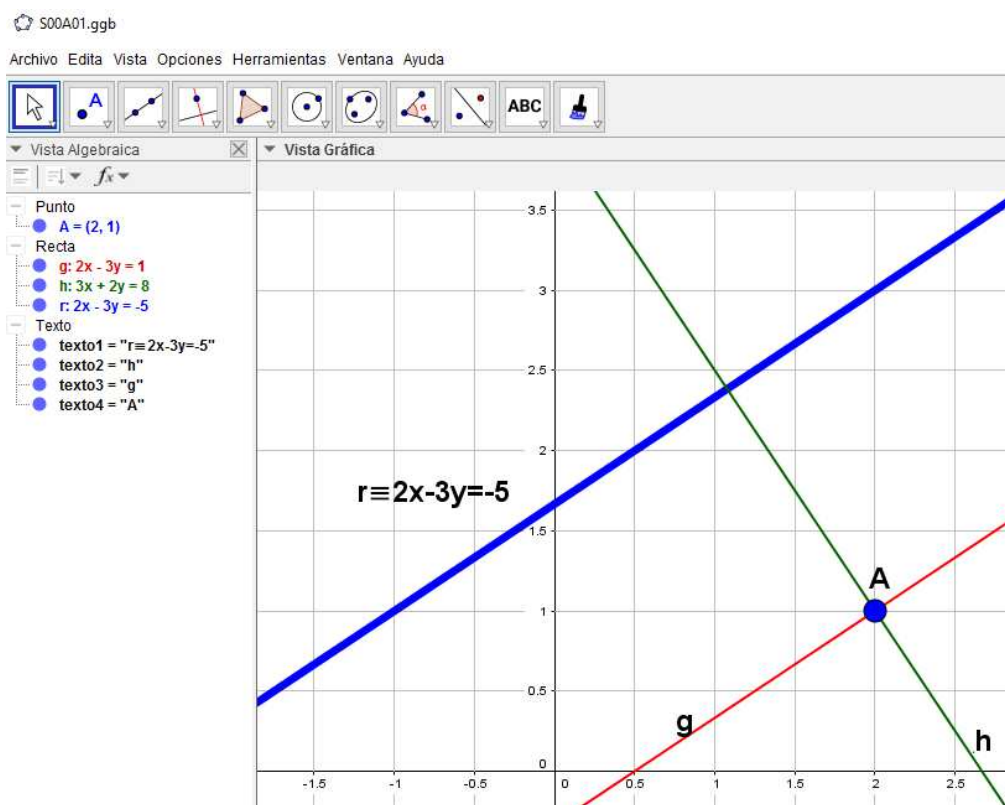 S00A01.ggb
Archivo Edita Vista Opciones Herramientas Ventana Ayuda
A α ABC
Vista Algebraica
Vista Gráfica
fx
Punto
A = (2, 1)
Recta
g: 2x - 3y = 1
h: 3x + 2y = 8
r: 2x - 3y = -5
Texto
texto1 = "r≡2x-3y=-5"
texto2 = "h"
texto3 = "g"
texto4 = "A"
3.5
3
2.5
2
r≡2x-3y=-5
1.5
A
1
0.5
g
h
0
-1.5 -1 -0.5 0 0.5 1 1.5 2 2.5